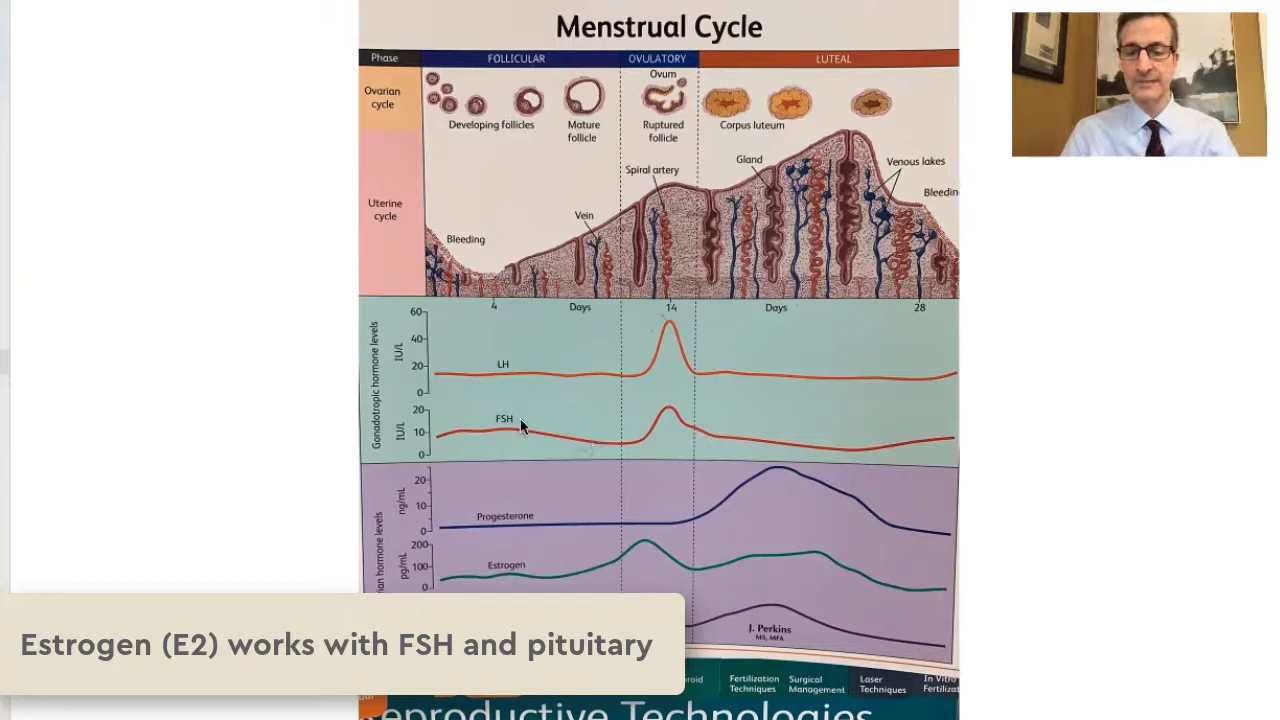 Menstrual Cycle
Phase
FOLLICULAR
OVULATORY
LUTEAL
Ovarian
cycle
Developing follicles
Mature
follicle
Ovum
Ruptured
follicle
Corpus luteum
Uterine
cycle
Bleeding
Vein
Spiral artery
Gland
Venous lakes
Bleedin
4
Days
14
Days
28
Gonadotropic hormone levels
IU/L
60
40
20
0
LH
IU/L
20
10
0
FSH
ian hormone levels
ng/mL
20
10
0
Progesterone
pg/mL
200
100
0
Estrogen
J. Perkins
MS, MFA
Estrogen (E2) works with FSH and pituitary
roid
Fertilization
Techniques
Surgical
Management
Laser
Techniques
In Vitro
Fertilizat
eproductive Technologies